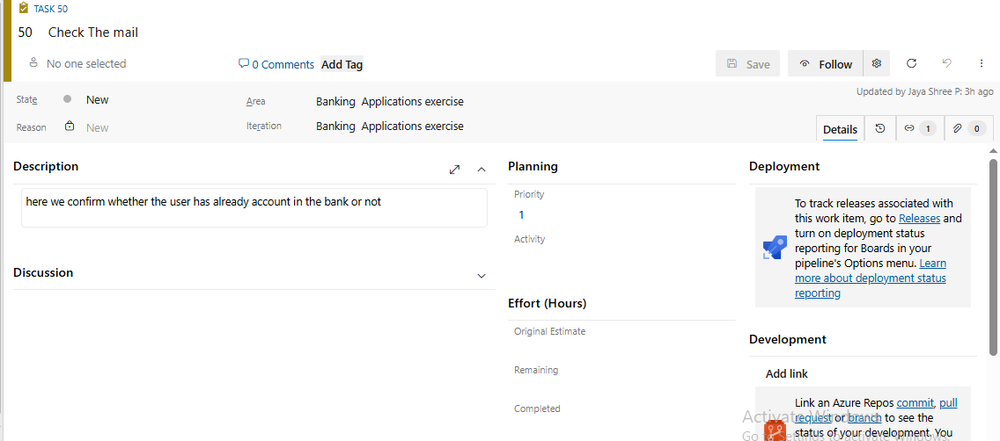 TASK 50
50 Check The mail
No one selected
0 Comments Add Tag
Save
Follow
Updated by Jaya Shree P: 3h ago
State New
Area Banking Applications exercise
Reason New
Iteration Banking Applications exercise
Details
1
0
Description
here we confirm whether the user has already account in the bank or not
Discussion
Planning
Priority
1
Activity
Effort (Hours)
Original Estimate
Remaining
Completed
Deployment
To track releases associated with
this work item, go to Releases and
turn on deployment status
reporting for Boards in your
pipeline's Options menu. Learn
more about deployment status
reporting
Development
Add link
Link an Azure Repos commit, pull
request or branch to see the
status of your development. You
Activate Windows
Go to Settings to activate Windows.